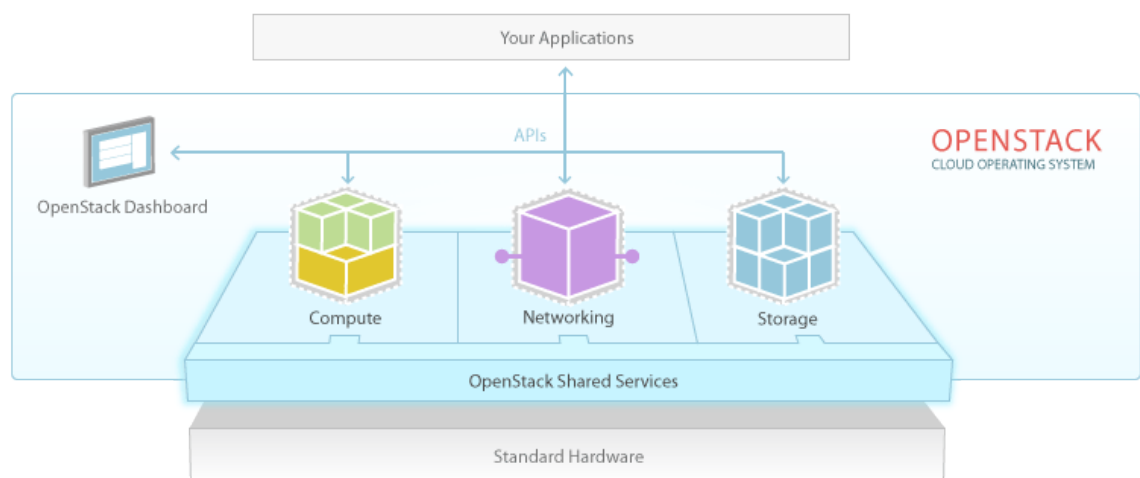 Your Applications
APIs
OPENSTACK
CLOUD OPERATING SYSTEM
OpenStack Dashboard
Compute
Networking
Storage
OpenStack Shared Services
Standard Hardware